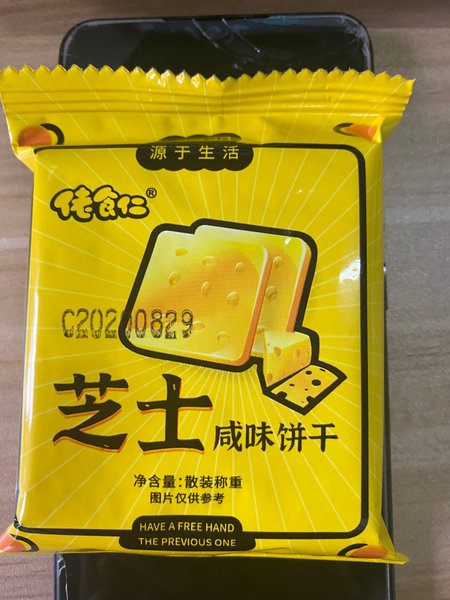 源于生活
佬食仁®
C20200829
芝士咸味饼干
净含量:散装称重
图片仅供参考
HAVE A FREE HAND
THE PREVIOUS ONE